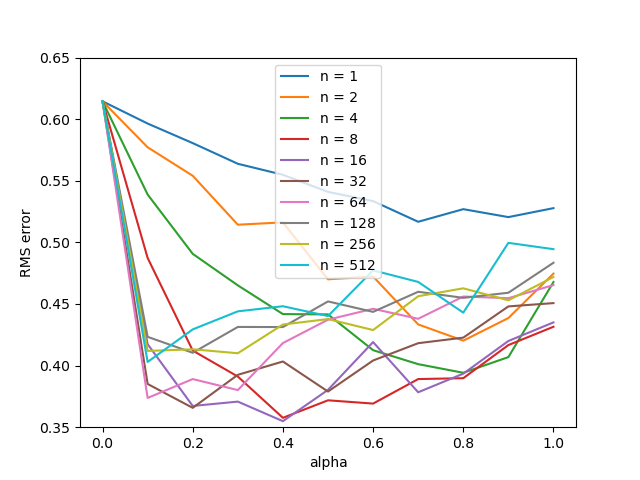 0.65
0.60
0.55
0.50
0.45
0.40
0.35
RMS error
n = 1
n = 2
n = 4
n = 8
n = 16
n = 32
n = 64
n = 128
n = 256
n = 512
0.0 0.2 0.4 0.6 0.8 1.0
alpha